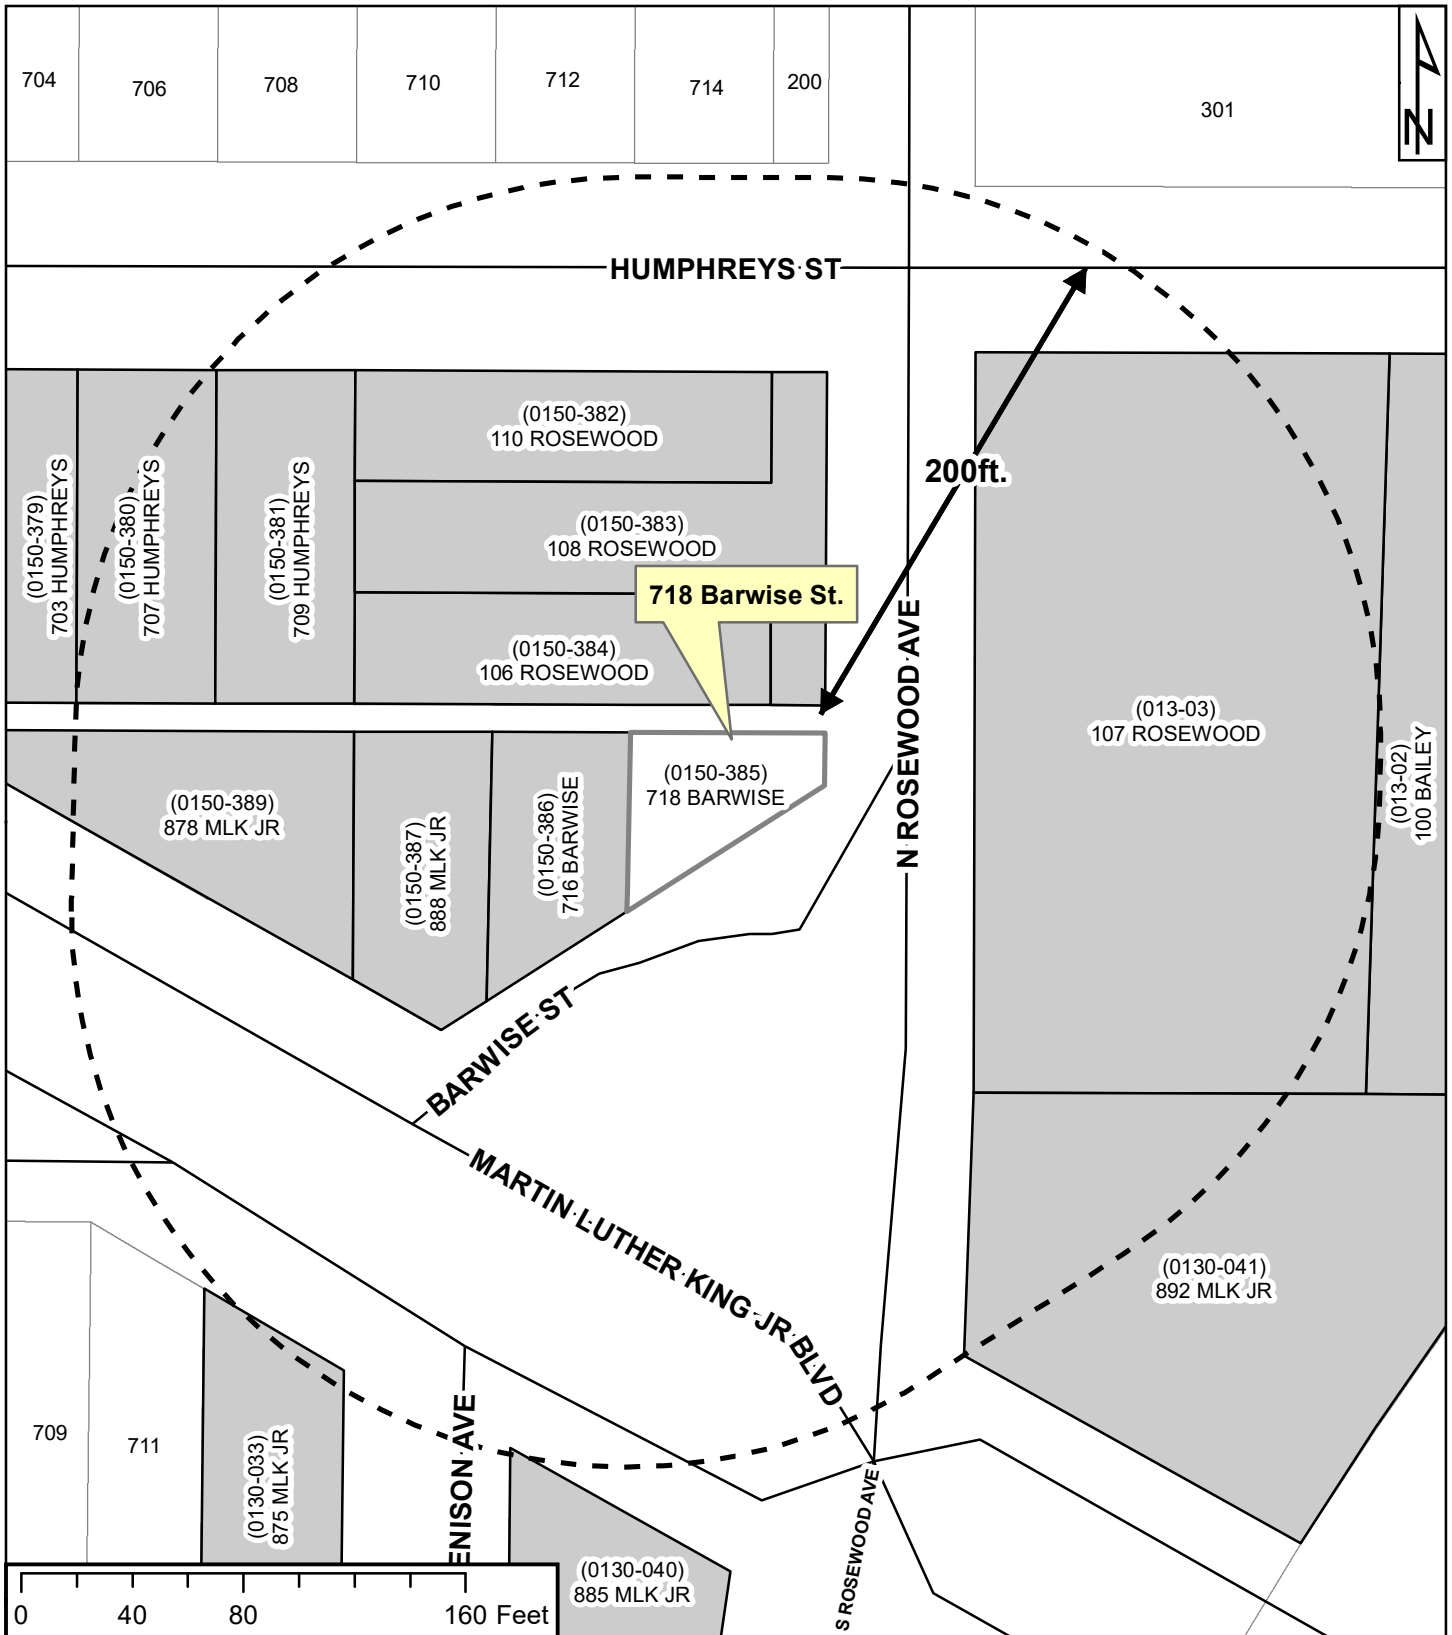 704
706
708
710
712
714
200
301
N
HUMPHREYS ST
(0150-382)
110 ROSEWOOD
200ft.
(0150-379)
703 HUMPHREYS
(0150-380)
707 HUMPHREYS
(0150-381)
709 HUMPHREYS
(0150-383)
108 ROSEWOOD
718 Barwise St.
(0150-384)
106 ROSEWOOD
N ROSEWOOD AVE
(013-03)
107 ROSEWOOD
(013-02)
100 BAILEY
(0150-385)
718 BARWISE
(0150-389)
878 MLK JR
(0150-387)
888 MLK JR
(0150-386)
716 BARWISE
BARWISE ST
MARTIN LUTHER KING JR BLVD
(0130-041)
892 MLK JR
709
711
(0130-033)
875 MLK JR
ENISON AVE
(0130-040)
885 MLK JR
S ROSEWOOD AVE
0 40 80 160 Feet